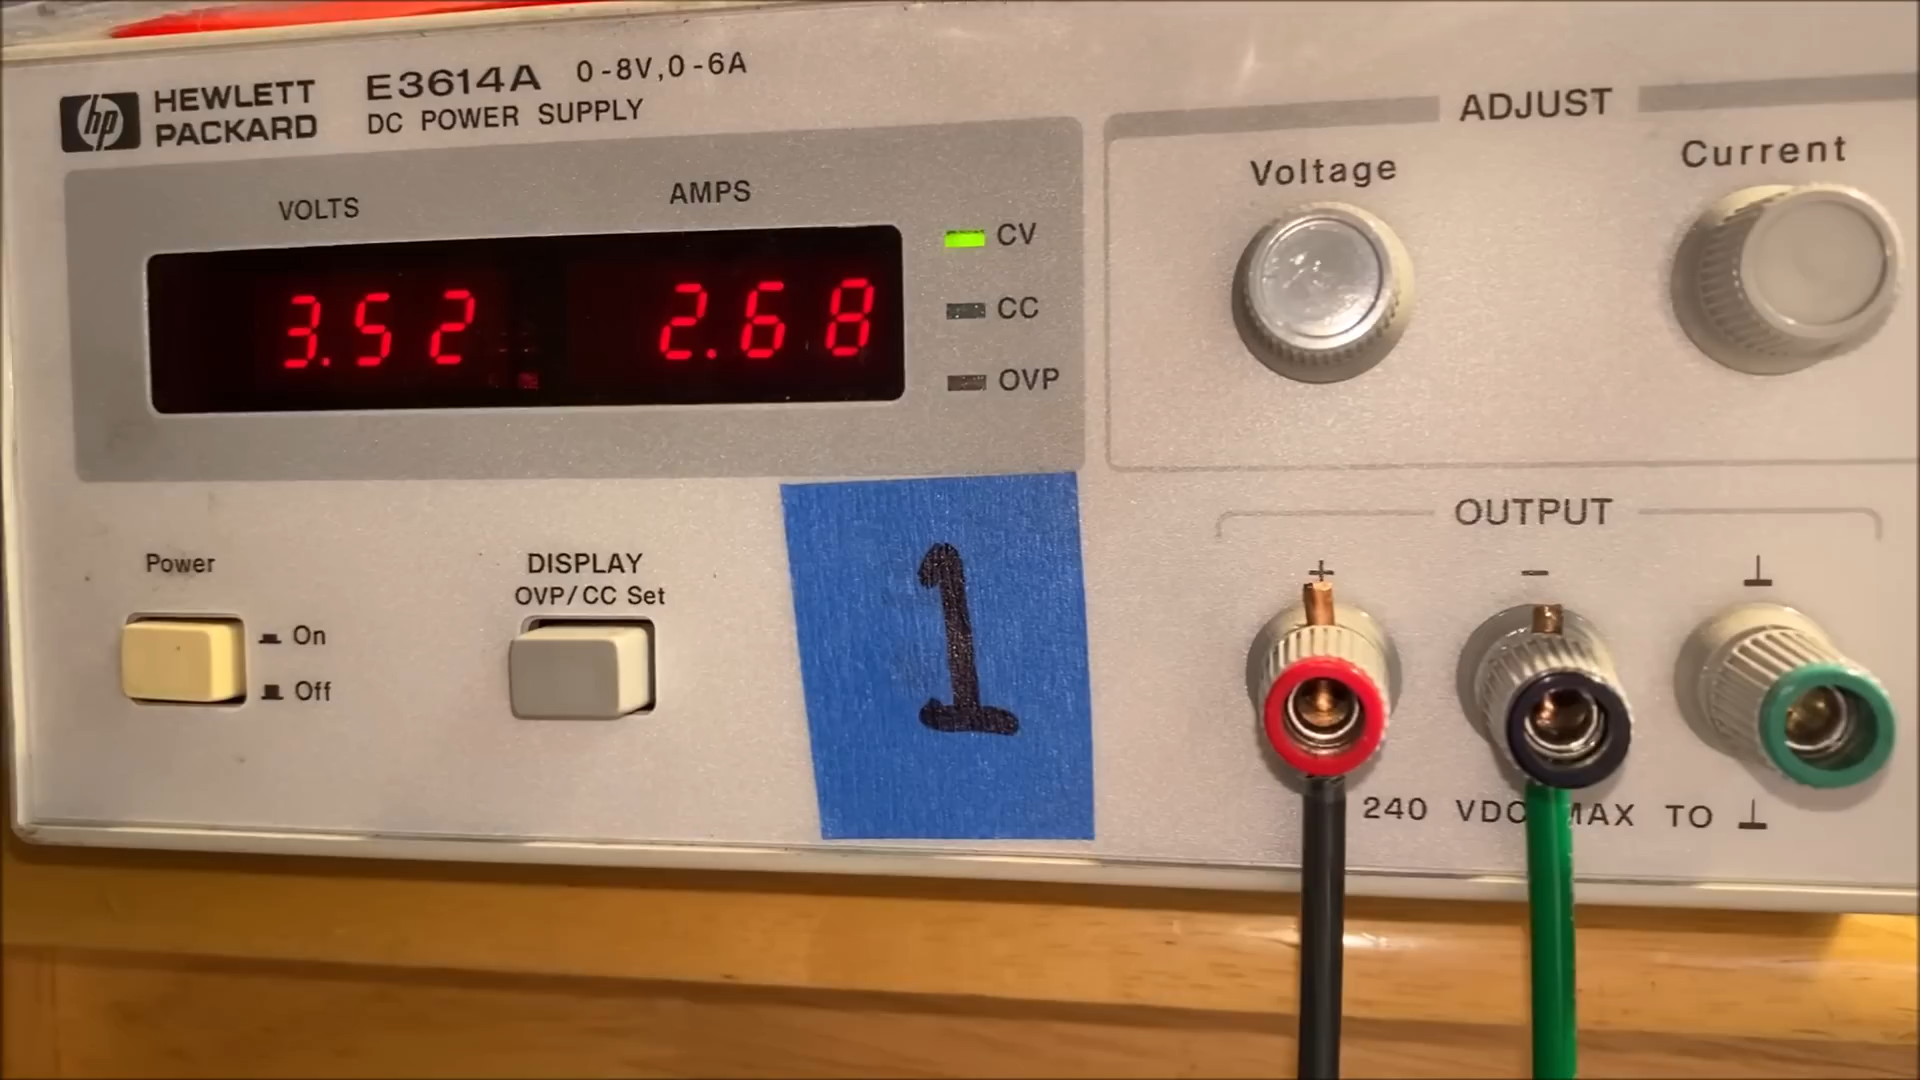 hp HEWLETT PACKARD
E3614A 0-8V,0-6A
DC POWER SUPPLY
VOLTS AMPS
3.52 2.68
CV
CC
OVP
ADJUST
Voltage Current
Power
On
Off
DISPLAY
OVP/CC Set
1
OUTPUT
+ − ⊥
240 VDC MAX TO ⊥